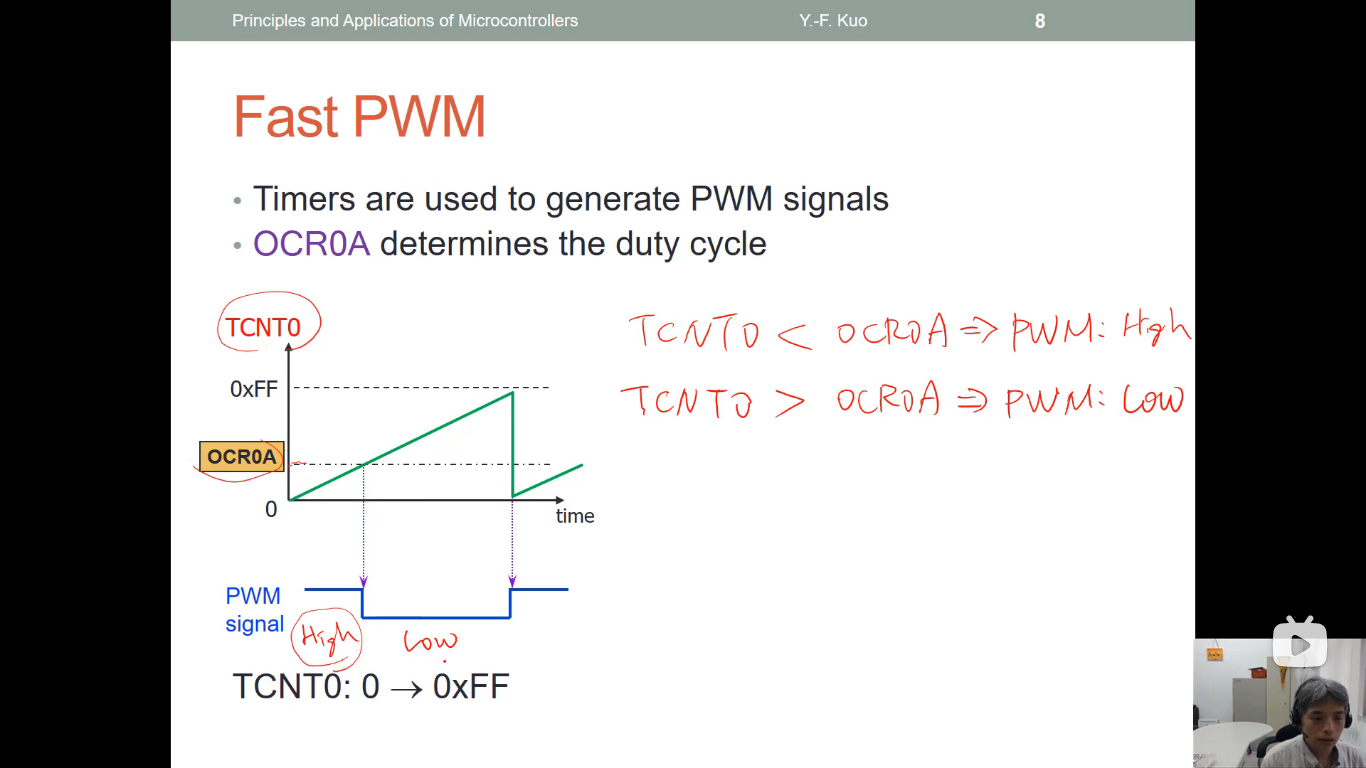 Principles and Applications of Microcontrollers Y.-F. Kuo 8
Fast PWM
• Timers are used to generate PWM signals
• OCR0A determines the duty cycle
TCNT0
TCNT0 < OCR0A => PWM: High
0xFF
TCNT0 > OCR0A => PWM: Low
OCR0A
0
time
PWM
signal
High Low
TCNT0: 0 → 0xFF